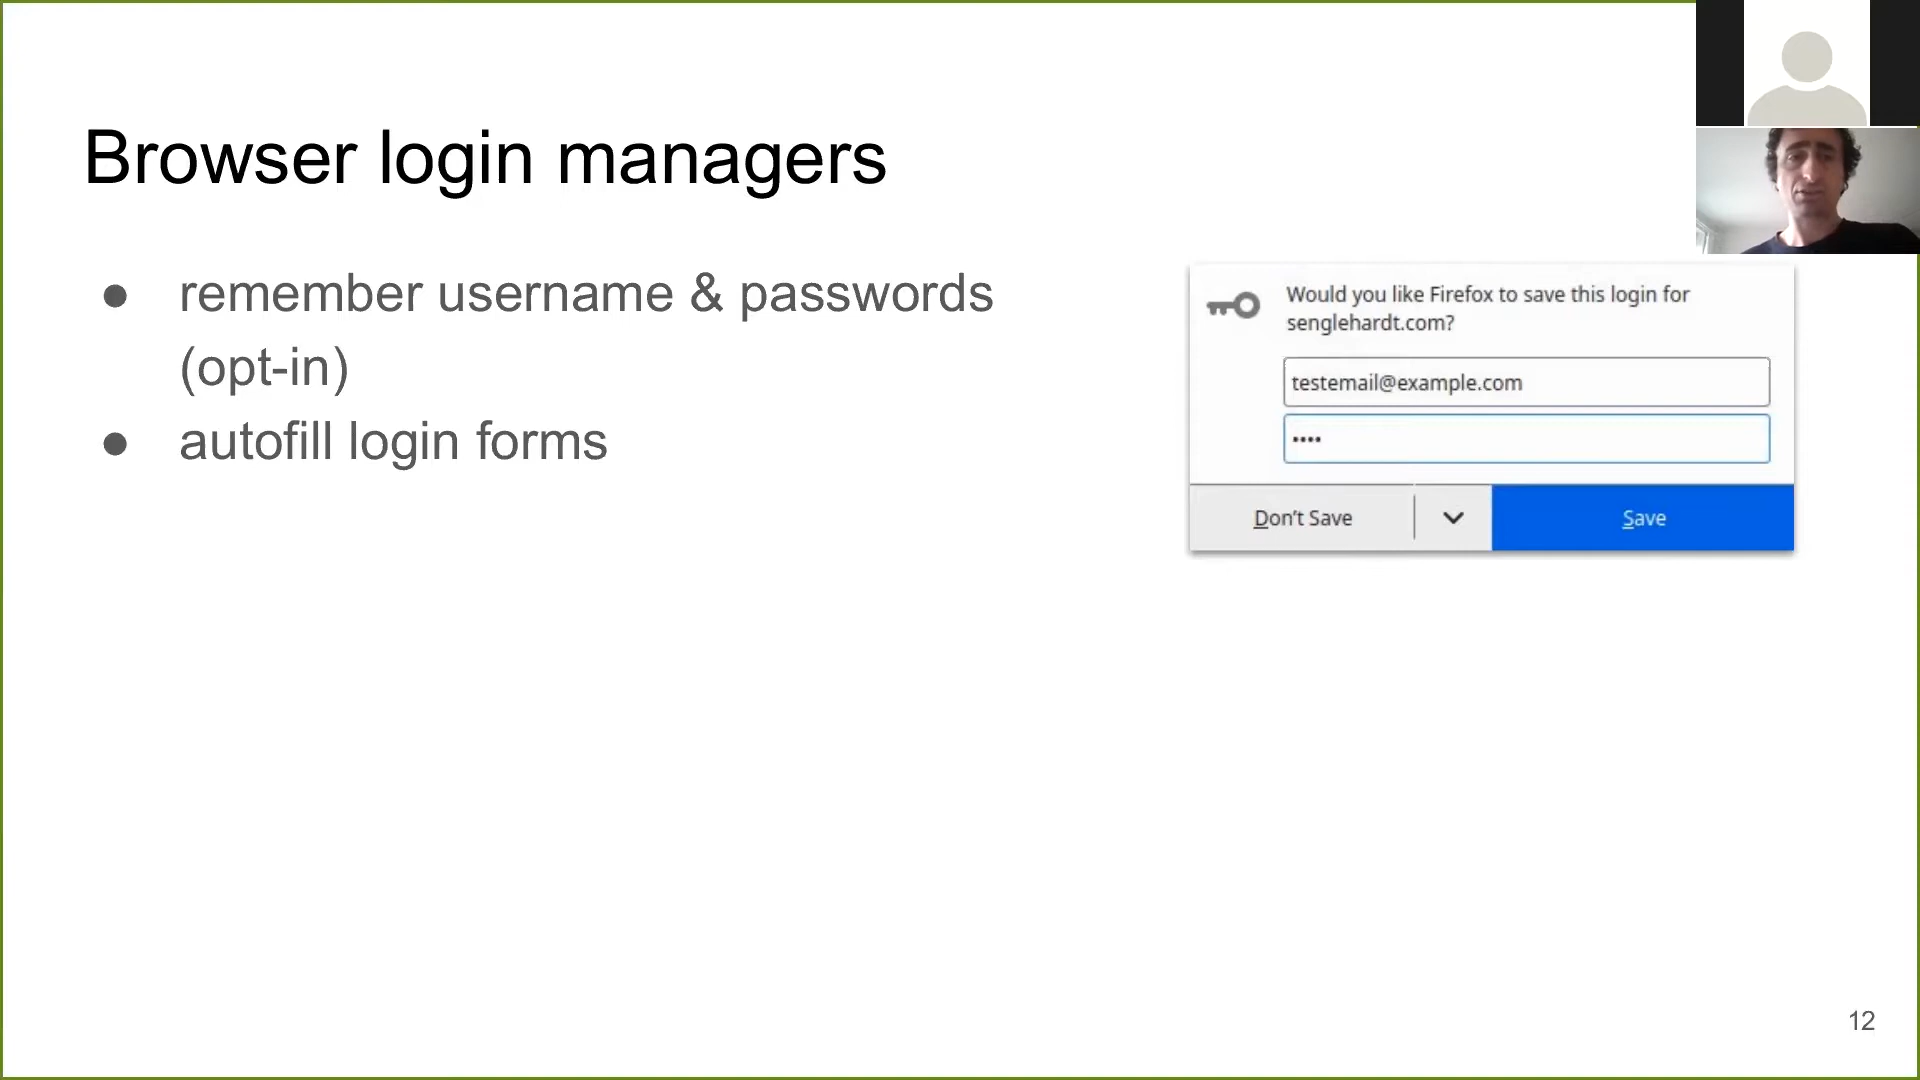 Browser login managers
● remember username & passwords
(opt-in)
● autofill login forms
Would you like Firefox to save this login for
senglehardt.com?
testemail@example.com
••••
Don't Save
Save
12